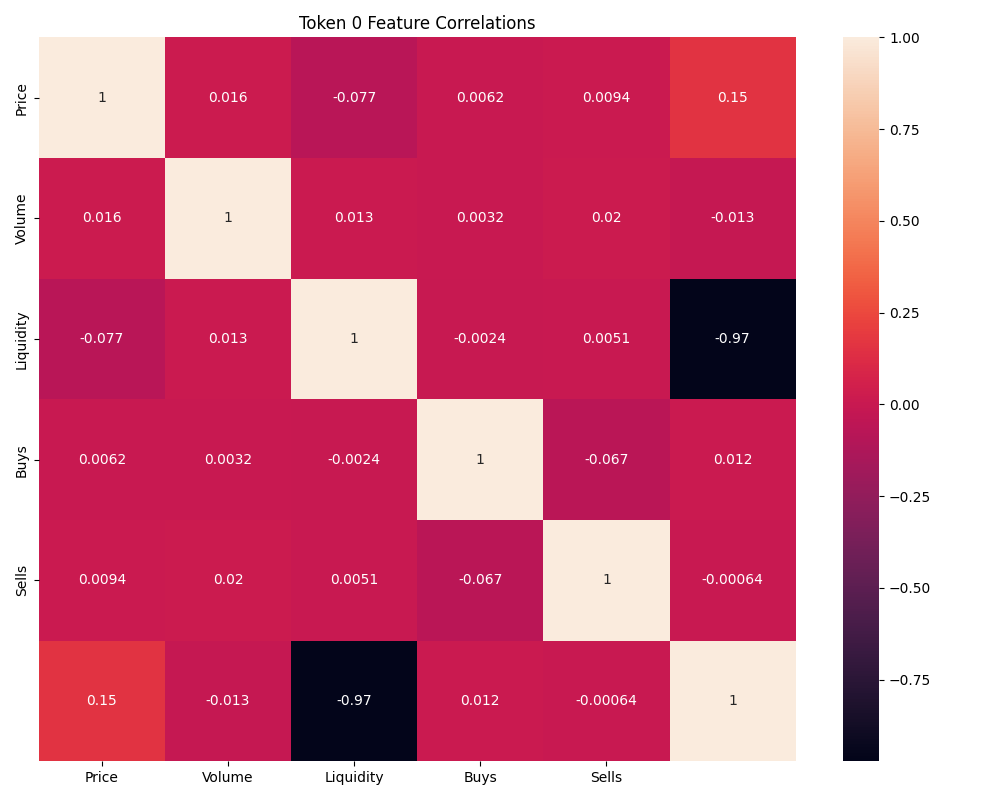 Token 0 Feature Correlations
Price 1 0.016 -0.077 0.0062 0.0094 0.15
Volume 0.016 1 0.013 0.0032 0.02 -0.013
Liquidity -0.077 0.013 1 -0.0024 0.0051 -0.97
Buys 0.0062 0.0032 -0.0024 1 -0.067 0.012
Sells 0.0094 0.02 0.0051 -0.067 1 -0.00064
0.15 -0.013 -0.97 0.012 -0.00064 1
Price Volume Liquidity Buys Sells
1.00
0.75
0.50
0.25
0.00
−0.25
−0.50
−0.75